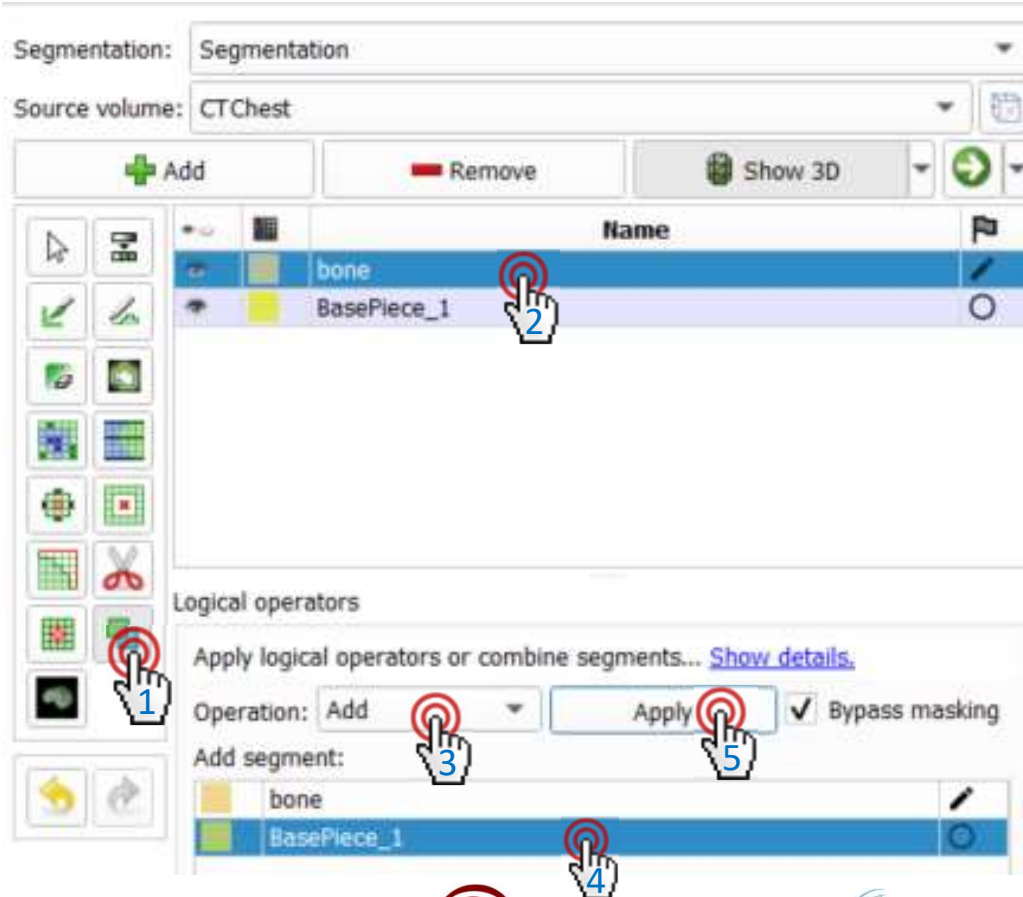 Segmentation: Segmentation
Source volume: CTChest
Add Remove Show 3D
Name
bone
BasePiece_1
2
Logical operators
Apply logical operators or combine segments... Show details.
1
Operation: Add Apply Bypass masking
3 5
Add segment:
bone
BasePiece_1
4